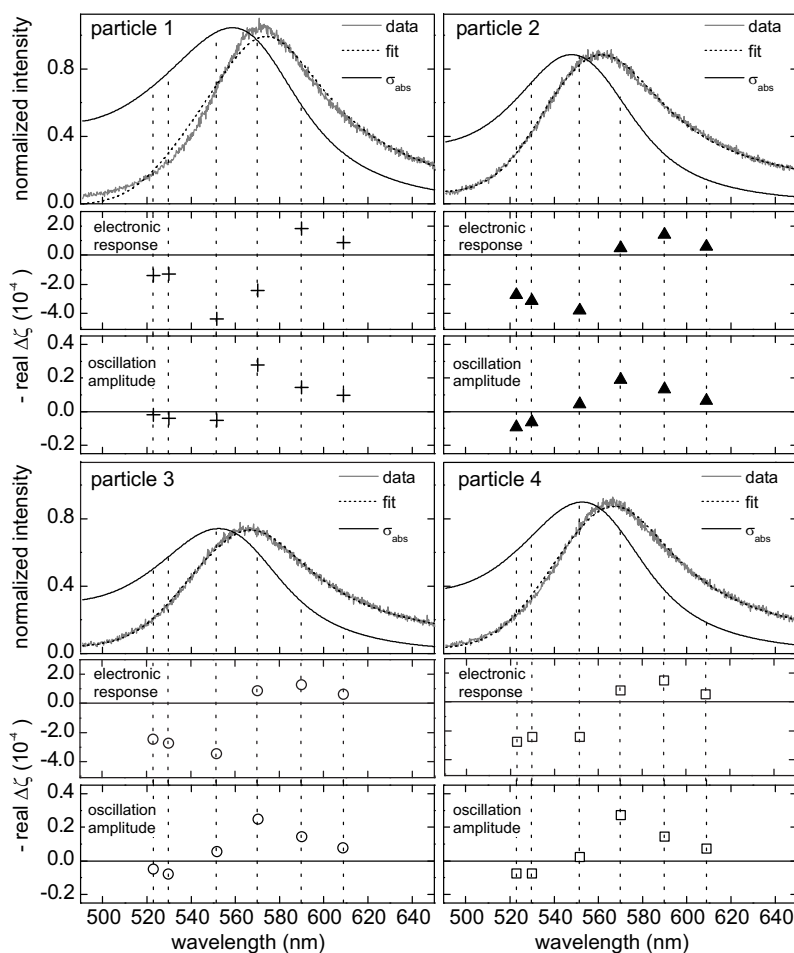 particle 1
data
fit
σabs
normalized intensity
0.8
0.4
0.0
particle 2
data
fit
σabs
electronic
response
2.0
0.0
-2.0
-4.0
electronic
response
- real Δζ (10⁻⁴)
oscillation
amplitude
0.4
0.2
0.0
-0.2
oscillation
amplitude
particle 3
data
fit
σabs
normalized intensity
0.8
0.4
0.0
particle 4
data
fit
σabs
electronic
response
2.0
0.0
-2.0
-4.0
electronic
response
- real Δζ (10⁻⁴)
oscillation
amplitude
0.4
0.2
0.0
-0.2
oscillation
amplitude
500 520 540 560 580 600 620 640
500 520 540 560 580 600 620 640
wavelength (nm)
wavelength (nm)